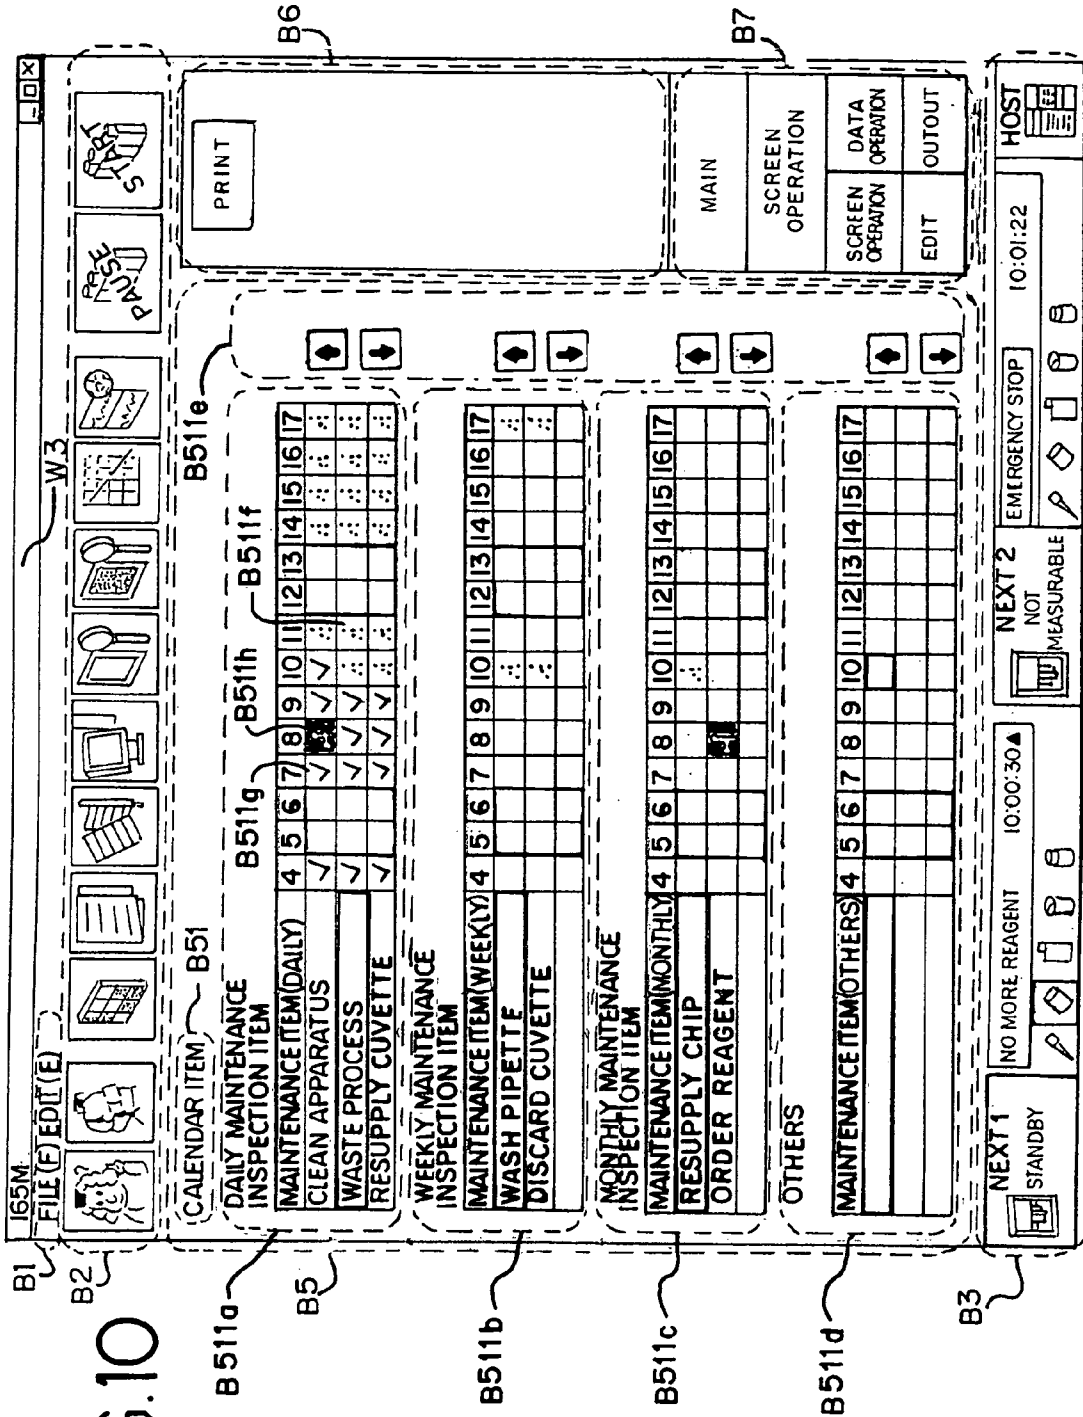 165M
W3
FILE(F) EDIT(E)
B1
B2
START
PAUSE
CALENDAR ITEM
B51
B511g
B511h
B511f
B511e
DAILY MAINTENANCE
INSPECTION ITEM
MAINTENANCE ITEM(DAILY) 4 5 6 7 8 9 10 11 12 13 14 15 16 17
CLEAN APPARATUS
WASTE PROCESS
RESUPPLY CUVETTE
B511a
B5
WEEKLY MAINTENANCE
INSPECTION ITEM
MAINTENANCE ITEM(WEEKLY) 4 5 6 7 8 9 10 11 12 13 14 15 16 17
WASH PIPETTE
DISCARD CUVETTE
B511b
MONTHLY MAINTENANCE
INSPECTION ITEM
MAINTENANCE ITEM(MONTHLY) 4 5 6 7 8 9 10 11 12 13 14 15 16 17
RESUPPLY CHIP
ORDER REAGENT
B511c
OTHERS
MAINTENANCE ITEM(OTHERS) 4 5 6 7 8 9 10 11 12 13 14 15 16 17
B511d
PRINT
B6
MAIN
B7
SCREEN
OPERATION
SCREEN
OPERATION
DATA
OPERATION
EDIT
OUTOUT
NEXT 1
STANDBY
NO MORE REAGENT 10:00:30▲
NEXT 2
NOT
MEASURABLE
EMERGENCY STOP 10:01:22
HOST
B3
.10